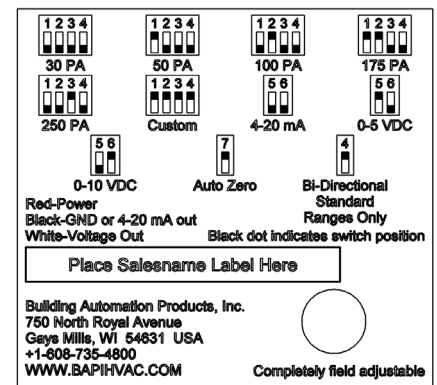 1 2 3 4 1 2 3 4 1 2 3 4 1 2 3 4
30 PA 50 PA 100 PA 175 PA
1 2 3 4 1 2 3 4 5 6 5 6
250 PA Custom 4-20 mA 0-5 VDC
5 6 7 4
0-10 VDC Auto Zero Bi-Directional
Standard
Ranges Only
Red-Power
Black-GND or 4-20 mA out
White-Voltage Out Black dot indicates switch position
Place Salesname Label Here
Building Automation Products, Inc.
750 North Royal Avenue
Gays Mills, WI 54631 USA
+1-608-735-4800
WWW.BAPIHVAC.COM Completely field adjustable